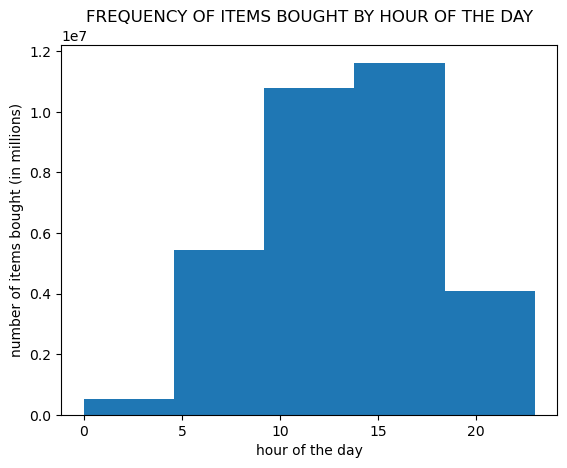 FREQUENCY OF ITEMS BOUGHT BY HOUR OF THE DAY
1e7
1.2
1.0
0.8
0.6
0.4
0.2
0.0
number of items bought (in millions)
0 5 10 15 20
hour of the day